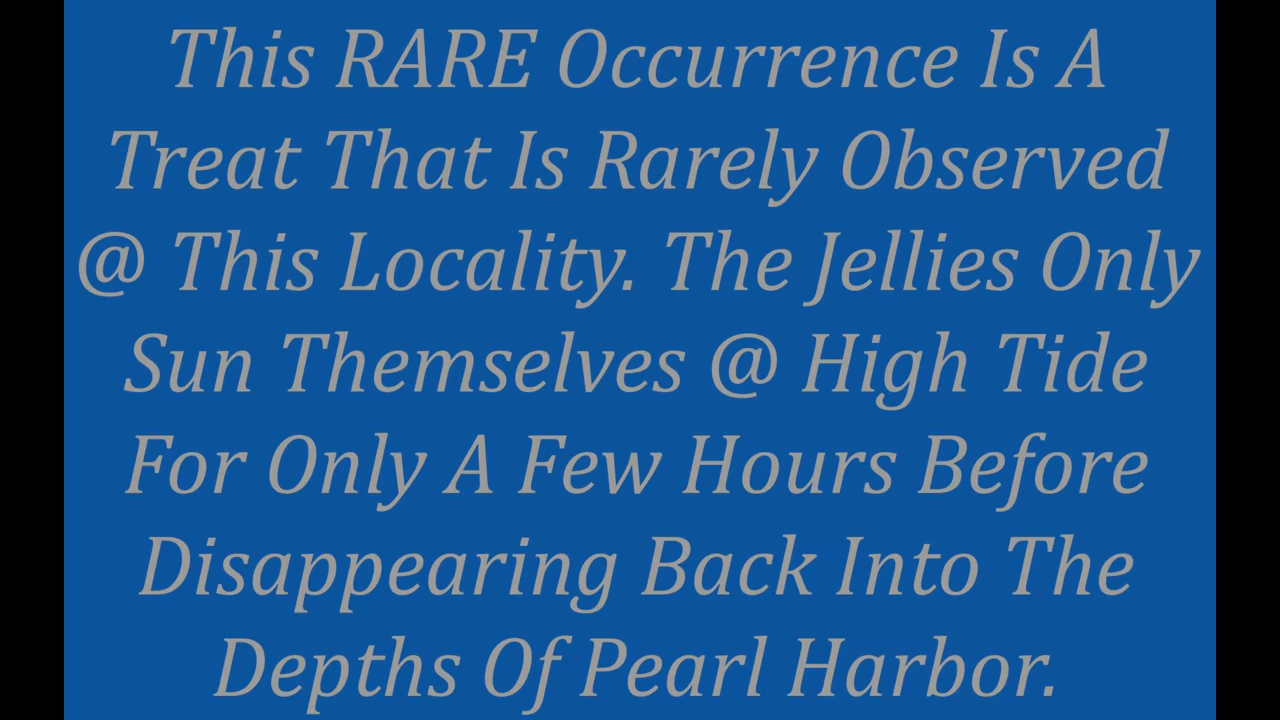 This RARE Occurrence Is A
Treat That Is Rarely Observed
@ This Locality. The Jellies Only
Sun Themselves @ High Tide
For Only A Few Hours Before
Disappearing Back Into The
Depths Of Pearl Harbor.